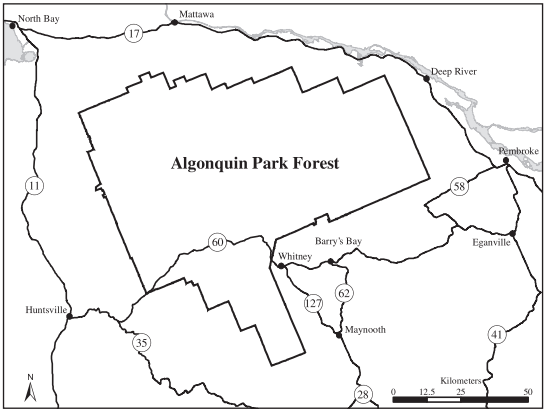 North Bay
Mattawa
17
Deep River
Algonquin Park Forest
Pembroke
11
58
60
Barry's Bay
Eganville
Whitney
62
127
Huntsville
Maynooth
35
41
N
Kilometers
0 12.5 25 50
28